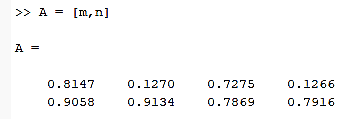 >> A = [m,n]
A =
0.8147 0.1270 0.7275 0.1266
0.9058 0.9134 0.7869 0.7916